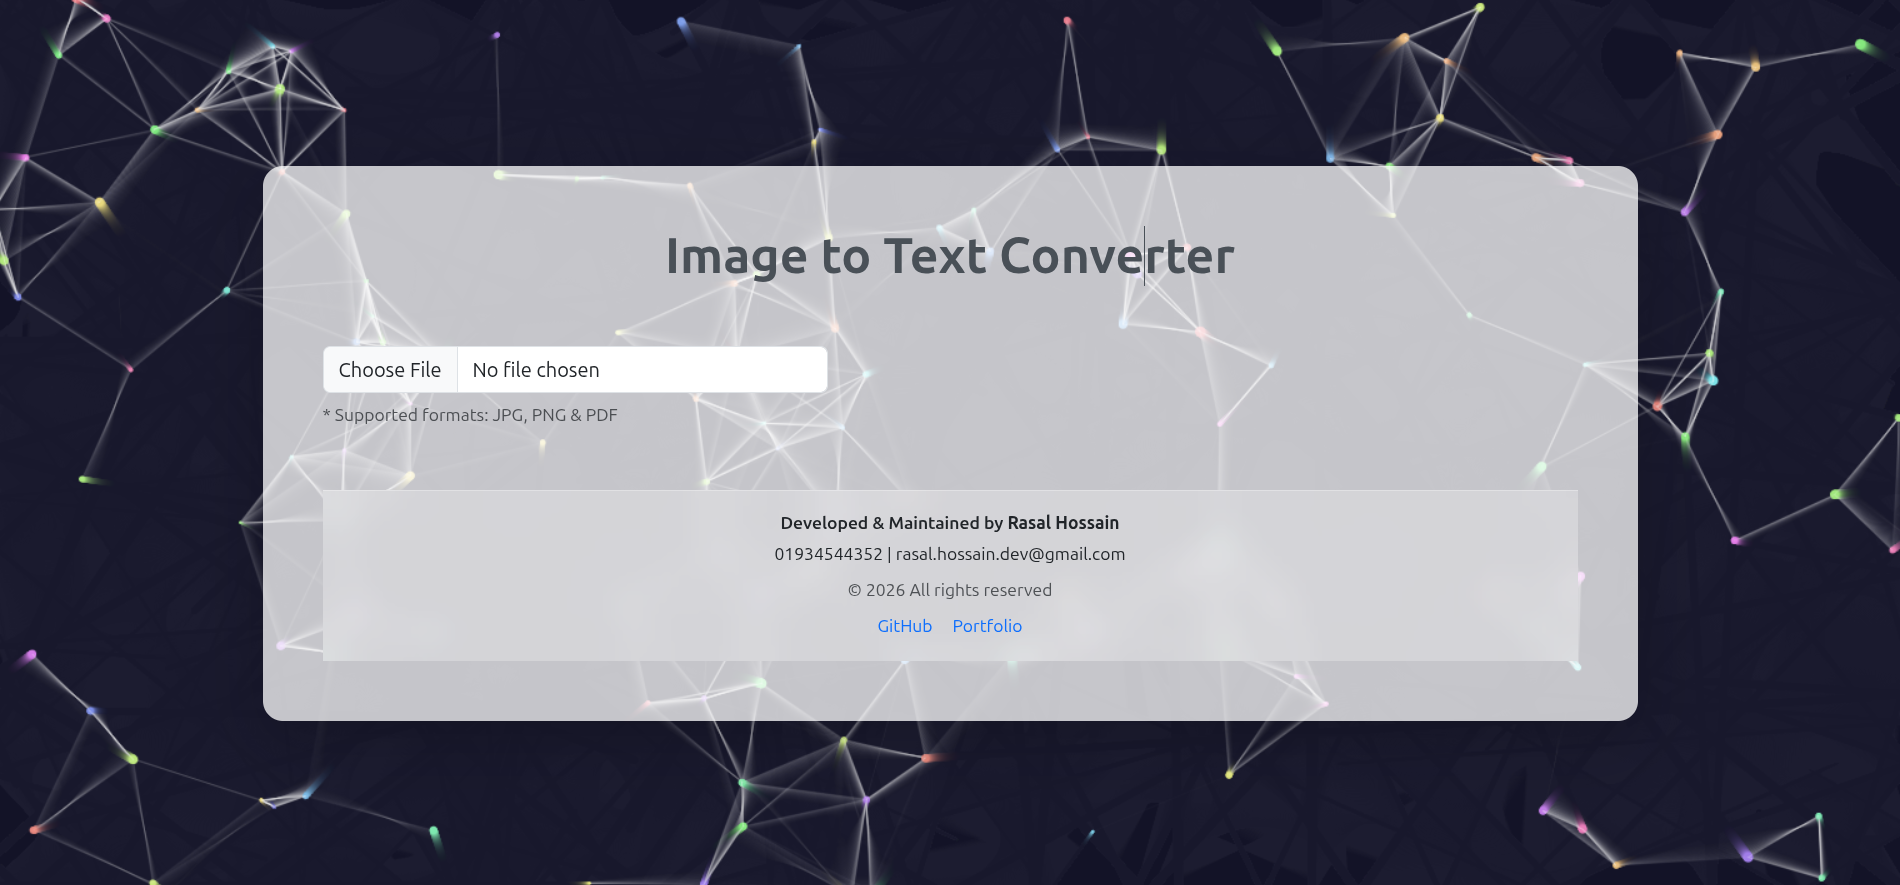 Image to Text Converter
Choose File No file chosen
* Supported formats: JPG, PNG & PDF
Developed & Maintained by Rasal Hossain
01934544352 | rasal.hossain.dev@gmail.com
© 2026 All rights reserved
GitHub Portfolio